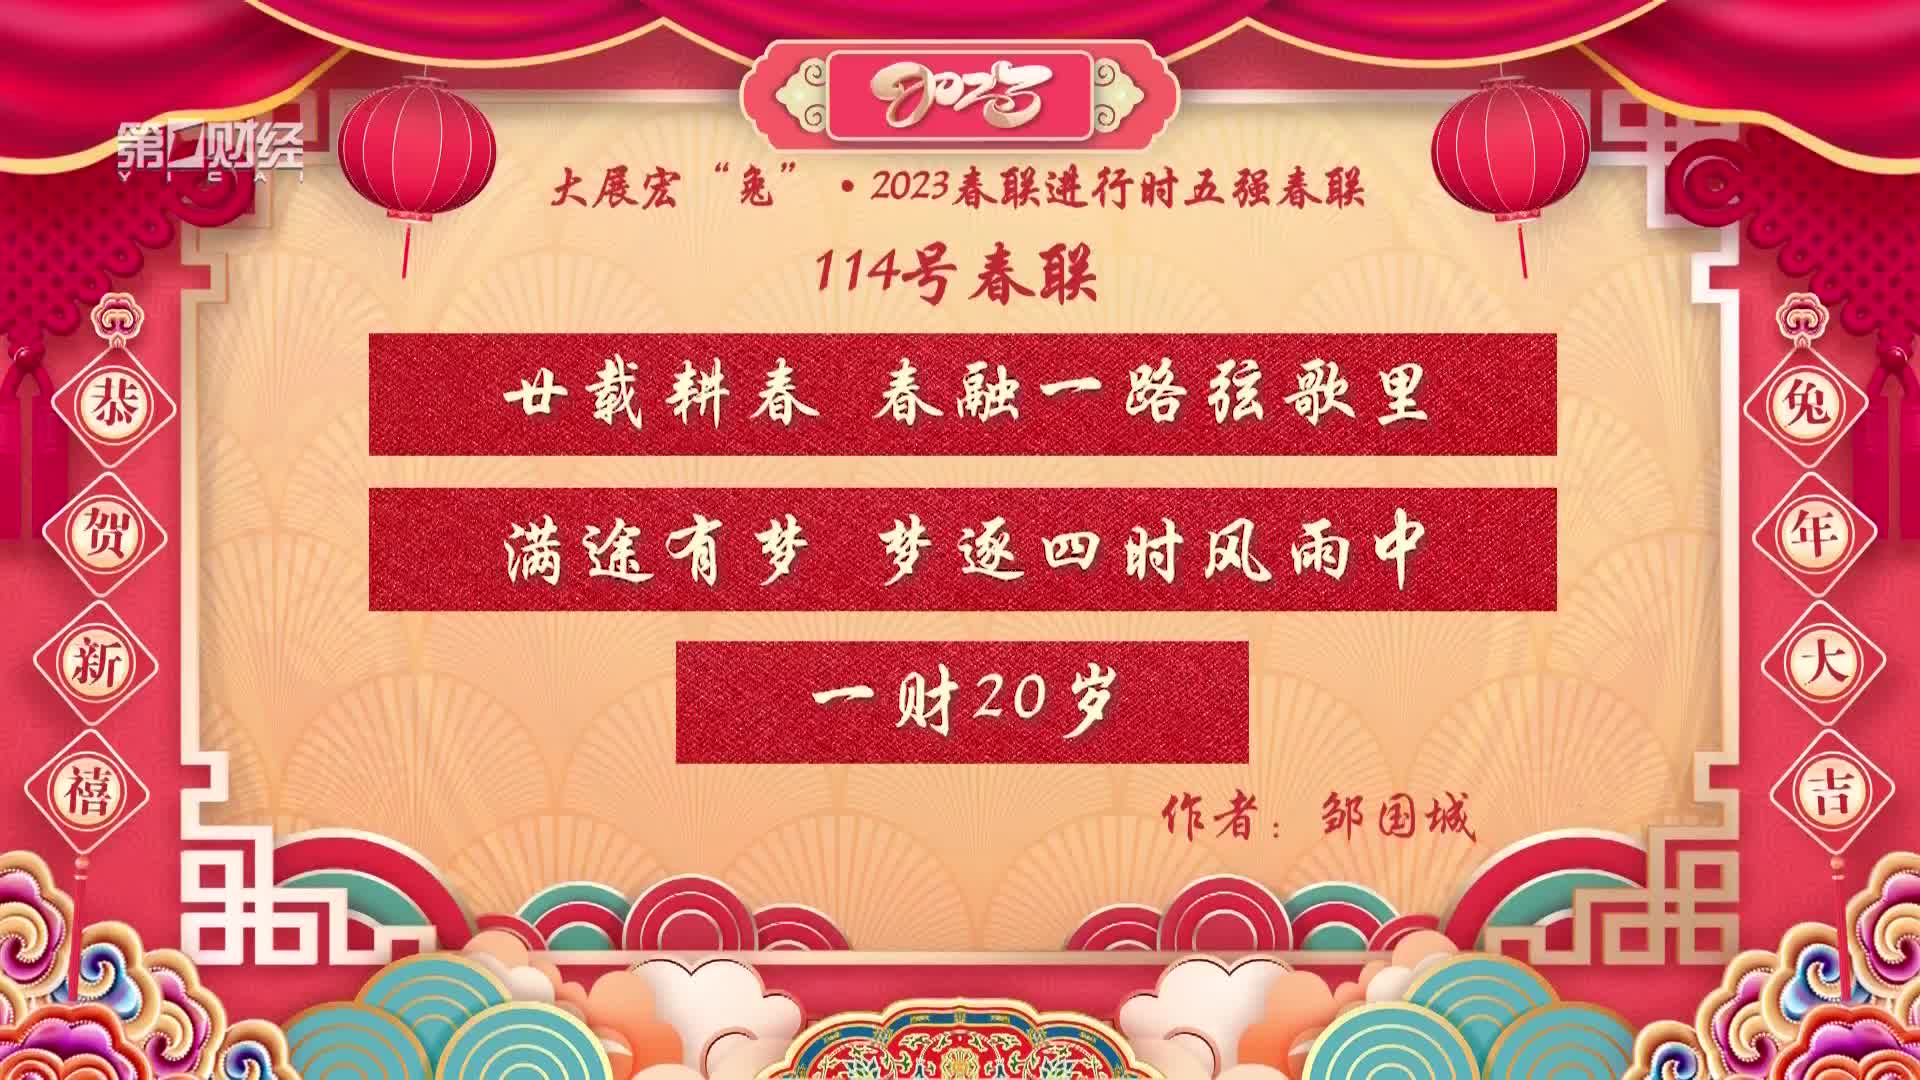 2023
第一财经
YICAI
大展宏“兔”·2023春联进行时五强春联
114号春联
廿载耕春 春融一路弦歌里
满途有梦 梦逐四时风雨中
一财20岁
作者：邹国城
恭贺新禧
兔年大吉